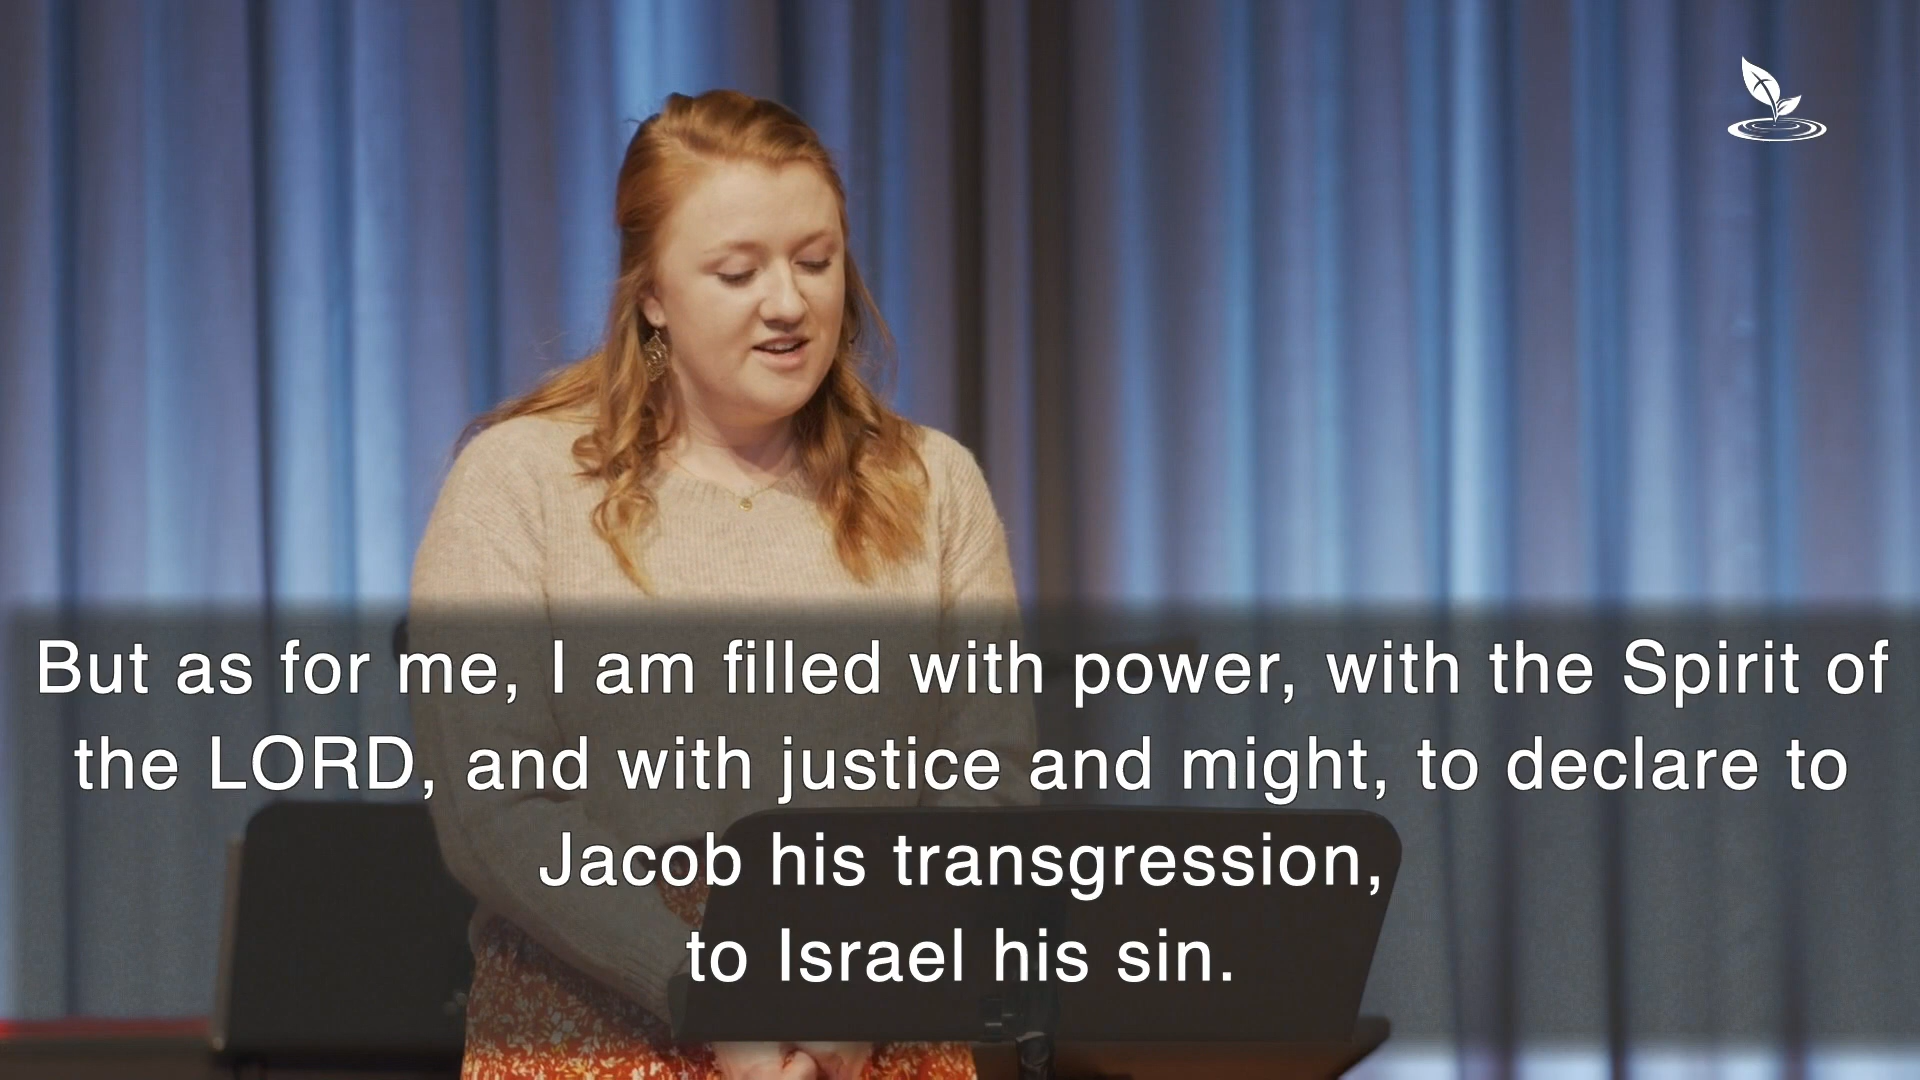 But as for me, I am filled with power, with the Spirit of
the LORD, and with justice and might, to declare to
Jacob his transgression,
to Israel his sin.